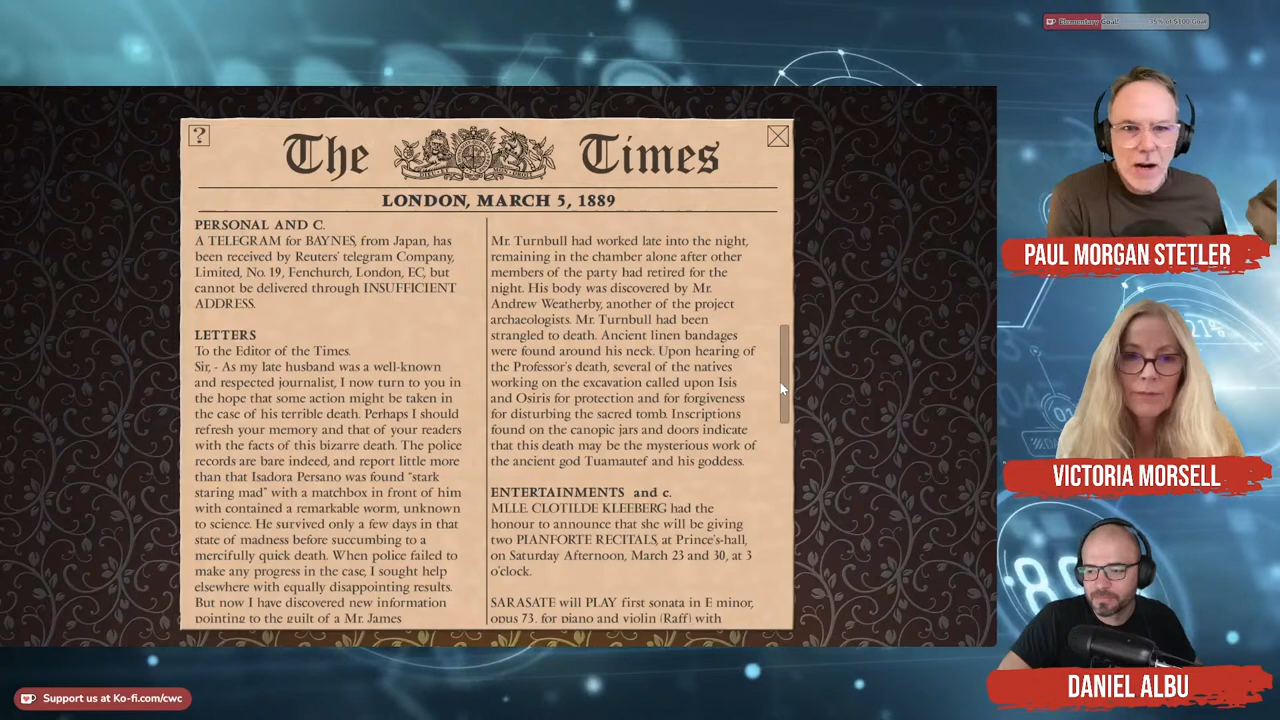 Elementary Goal!
35% of $100 Goal
?
The Times
LONDON, MARCH 5, 1889
PERSONAL AND C.
A TELEGRAM for BAYNES, from Japan, has
been received by Reuters' telegram Company,
Limited, No. 19, Fenchurch, London, EC, but
cannot be delivered through INSUFFICIENT
ADDRESS.
LETTERS
To the Editor of the Times.
Sir, - As my late husband was a well-known
and respected journalist, I now turn to you in
the hope that some action might be taken in
the case of his terrible death. Perhaps I should
refresh your memory and that of your readers
with the facts of this bizarre death. The police
records are bare indeed, and report little more
than that Isadora Persano was found "stark
staring mad" with a matchbox in front of him
with contained a remarkable worm, unknown
to science. He survived only a few days in that
state of madness before succumbing to a
mercifully quick death. When police failed to
make any progress in the case, I sought help
elsewhere with equally disappointing results.
But now I have discovered new information
pointing to the guilt of a Mr. James
Mr. Turnbull had worked late into the night,
remaining in the chamber alone after other
members of the party had retired for the
night. His body was discovered by Mr.
Andrew Weatherby, another of the project
archaeologists. Mr. Turnbull had been
strangled to death. Ancient linen bandages
were found around his neck. Upon hearing of
the Professor's death, several of the natives
working on the excavation called upon Isis
and Osiris for protection and for forgiveness
for disturbing the sacred tomb. Inscriptions
found on the canopic jars and doors indicate
that this death may be the mysterious work of
the ancient god Tuamautef and his goddess.
ENTERTAINMENTS and c.
MLLE. CLOTILDE KLEEBERG had the
honour to announce that she will be giving
two PIANFORTE RECITALS, at Prince's-hall,
on Saturday Afternoon, March 23 and 30, at 3
o'clock.
SARASATE will PLAY first sonata in E minor,
opus 73, for piano and violin (Raff) with
PAUL MORGAN STETLER
VICTORIA MORSELL
DANIEL ALBU
Support us at Ko-fi.com/cwc